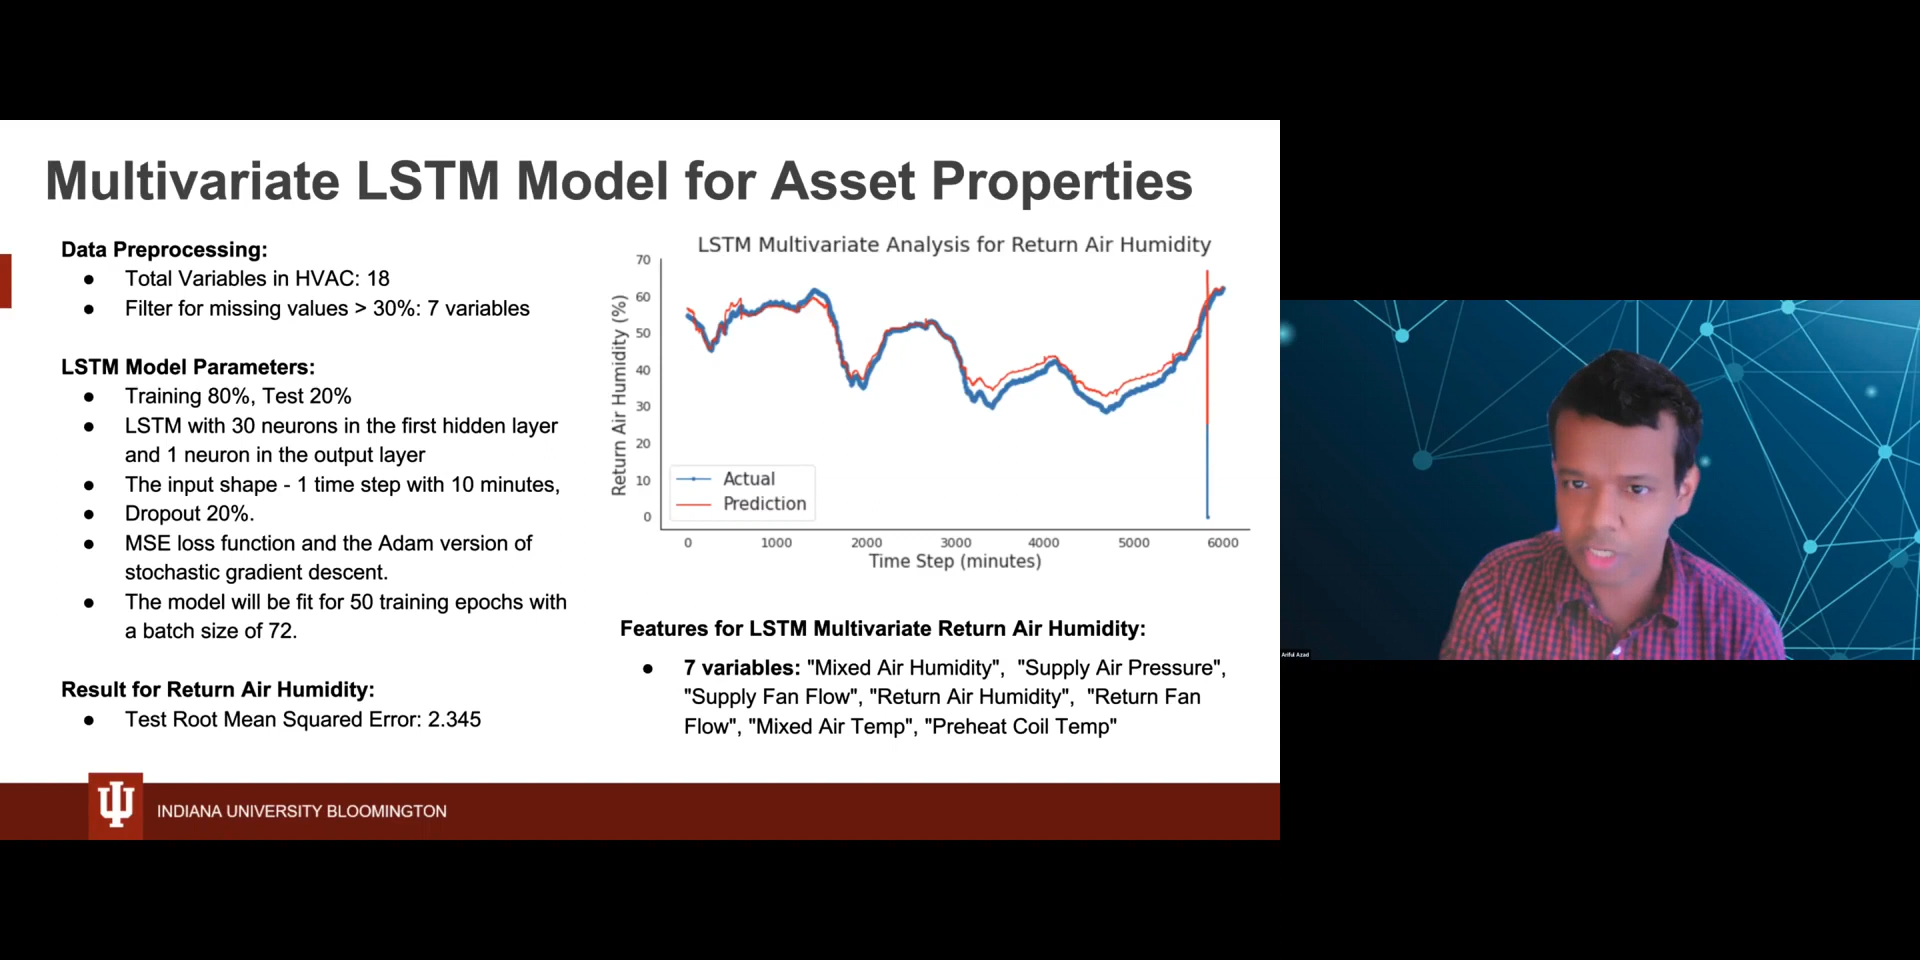 Multivariate LSTM Model for Asset Properties
Data Preprocessing:
● Total Variables in HVAC: 18
● Filter for missing values > 30%: 7 variables
LSTM Model Parameters:
● Training 80%, Test 20%
● LSTM with 30 neurons in the first hidden layer
and 1 neuron in the output layer
● The input shape - 1 time step with 10 minutes,
● Dropout 20%.
● MSE loss function and the Adam version of
stochastic gradient descent.
● The model will be fit for 50 training epochs with
a batch size of 72.
Result for Return Air Humidity:
● Test Root Mean Squared Error: 2.345
LSTM Multivariate Analysis for Return Air Humidity
Return Air Humidity (%)
70
60
50
40
30
20
10
0
Actual
Prediction
0 1000 2000 3000 4000 5000 6000
Time Step (minutes)
Features for LSTM Multivariate Return Air Humidity:
● 7 variables: "Mixed Air Humidity", "Supply Air Pressure",
"Supply Fan Flow", "Return Air Humidity", "Return Fan
Flow", "Mixed Air Temp", "Preheat Coil Temp"
INDIANA UNIVERSITY BLOOMINGTON
Ariful Azad